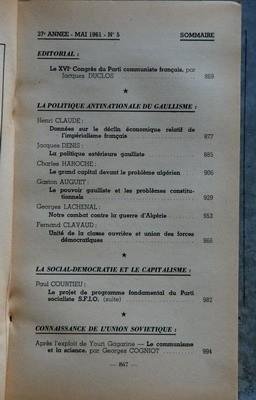 37e ANNEE - MAI 1961 - N° 5 SOMMAIRE
EDITORIAL :
Le XVIe Congrès du Parti communiste français, par
Jacques DUCLOS 869
LA POLITIQUE ANTINATIONALE DU GAULLISME :
Henri CLAUDE :
Données sur le déclin économique relatif de
l'impérialisme français 877
Jacques DENIS :
La politique extérieure gaulliste 885
Charles HAROCHE :
Le grand capital devant le problème algérien 906
Gaston AUGUET :
Le pouvoir gaulliste et les problèmes constitu-
tionnels 929
Georges LACHENAL :
Notre combat contre la guerre d'Algérie 953
Fernand CLAVAUD :
Unité de la classe ouvrière et union des forces
démocratiques 966
LA SOCIAL-DEMOCRATIE ET LE CAPITALISME :
Paul COURTIEU :
Le projet de programme fondamental du Parti
socialiste S.F.I.O. (suite) 982
CONNAISSANCE DE L'UNION SOVIETIQUE :
Après l'exploit de Youri Gagarine — Le communisme
et la science, par Georges COGNIOT 994
— 867 —